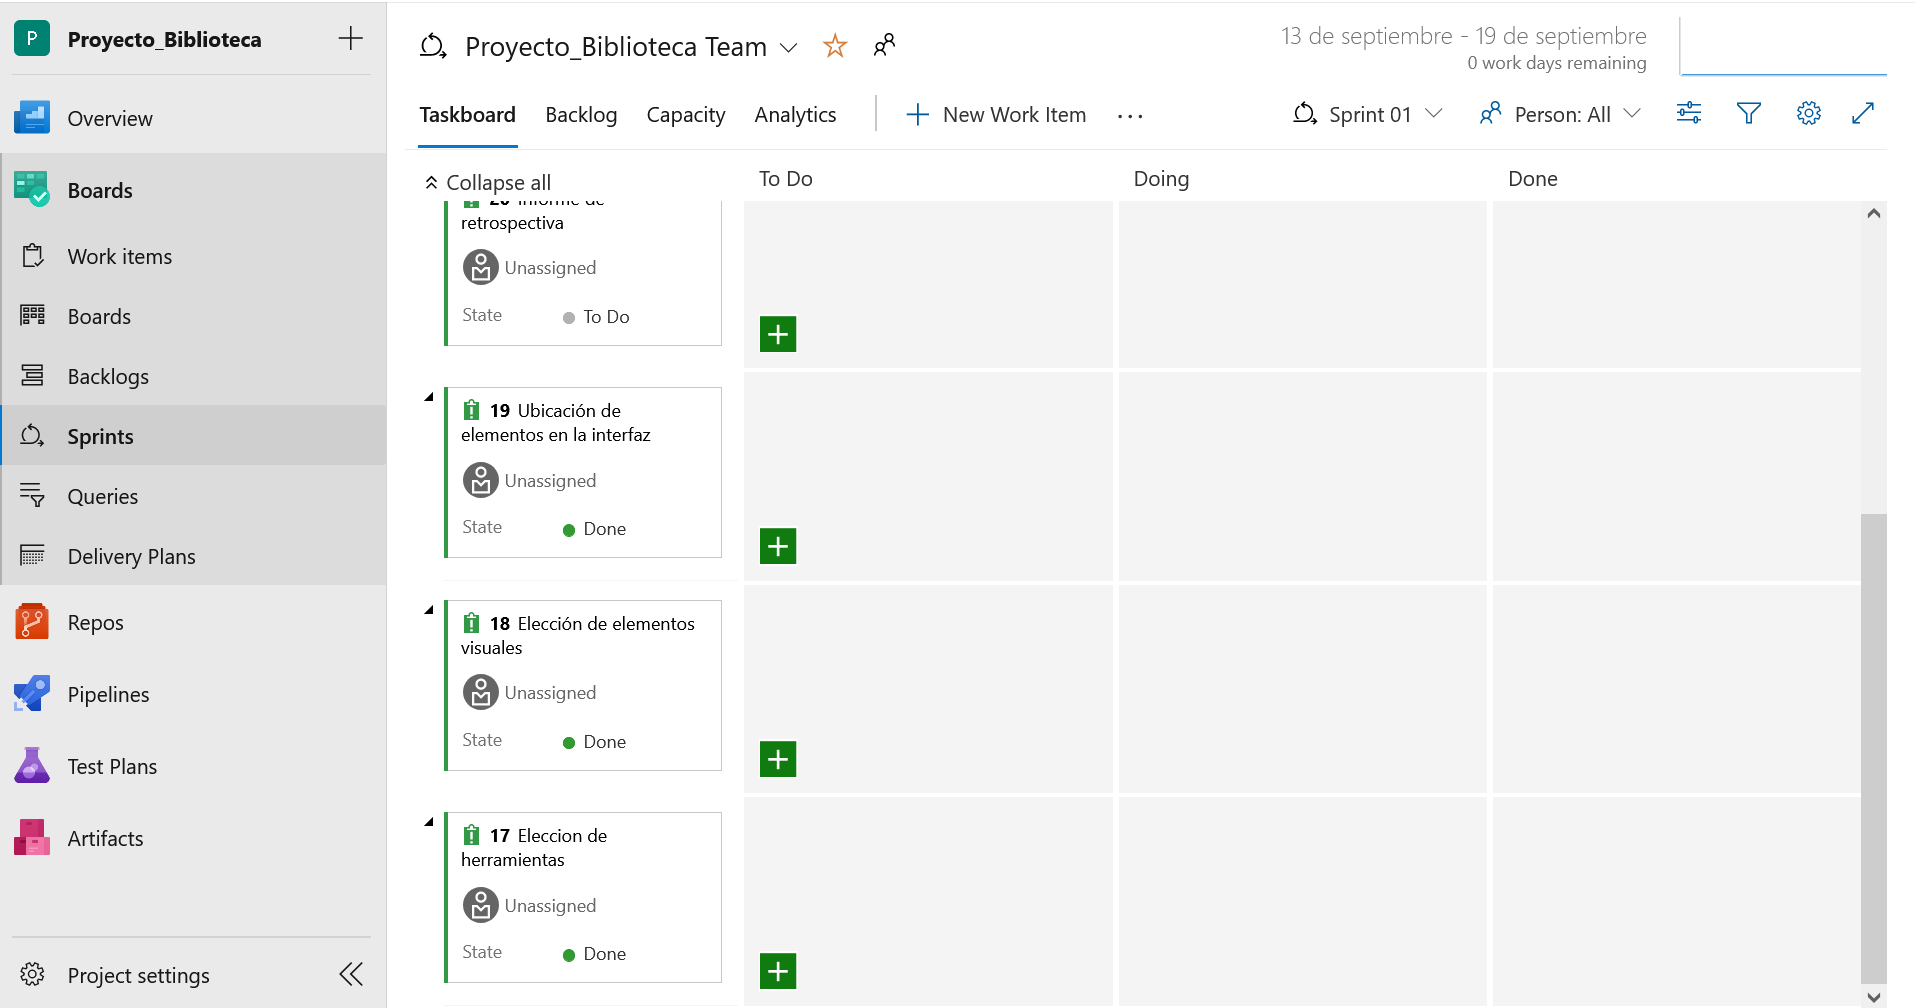 P Proyecto_Biblioteca
Overview
Boards
Work items
Boards
Backlogs
Sprints
Queries
Delivery Plans
Repos
Pipelines
Test Plans
Artifacts
Project settings
Proyecto_Biblioteca Team
13 de septiembre - 19 de septiembre
0 work days remaining
Taskboard Backlog Capacity Analytics New Work Item Sprint 01 Person: All
Collapse all To Do Doing Done
20 Informe de
retrospectiva
Unassigned
State To Do
19 Ubicación de
elementos en la interfaz
Unassigned
State Done
18 Elección de elementos
visuales
Unassigned
State Done
17 Eleccion de
herramientas
Unassigned
State Done